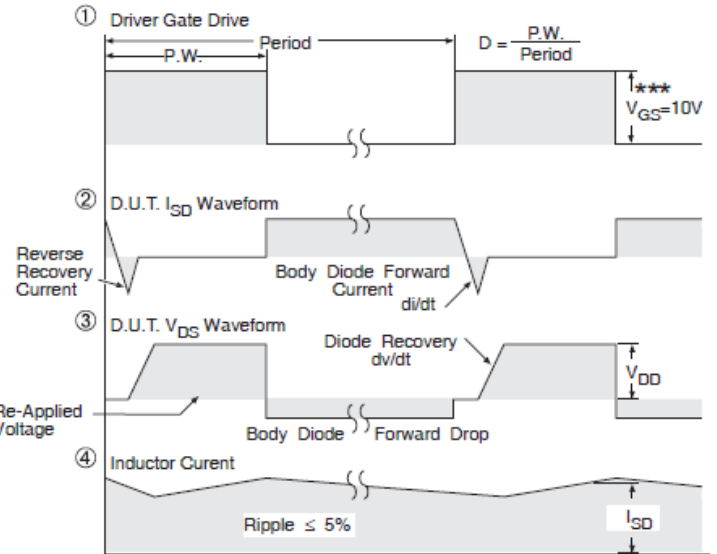 ① Driver Gate Drive
Period
P.W.
D = P.W.
Period
***
VGS=10V
② D.U.T. ISD Waveform
Reverse
Recovery
Current
Body Diode Forward
Current
di/dt
③ D.U.T. VDS Waveform
Diode Recovery
dv/dt
VDD
Re-Applied
Voltage
Body Diode
Forward Drop
④ Inductor Curent
Ripple ≤ 5%
ISD